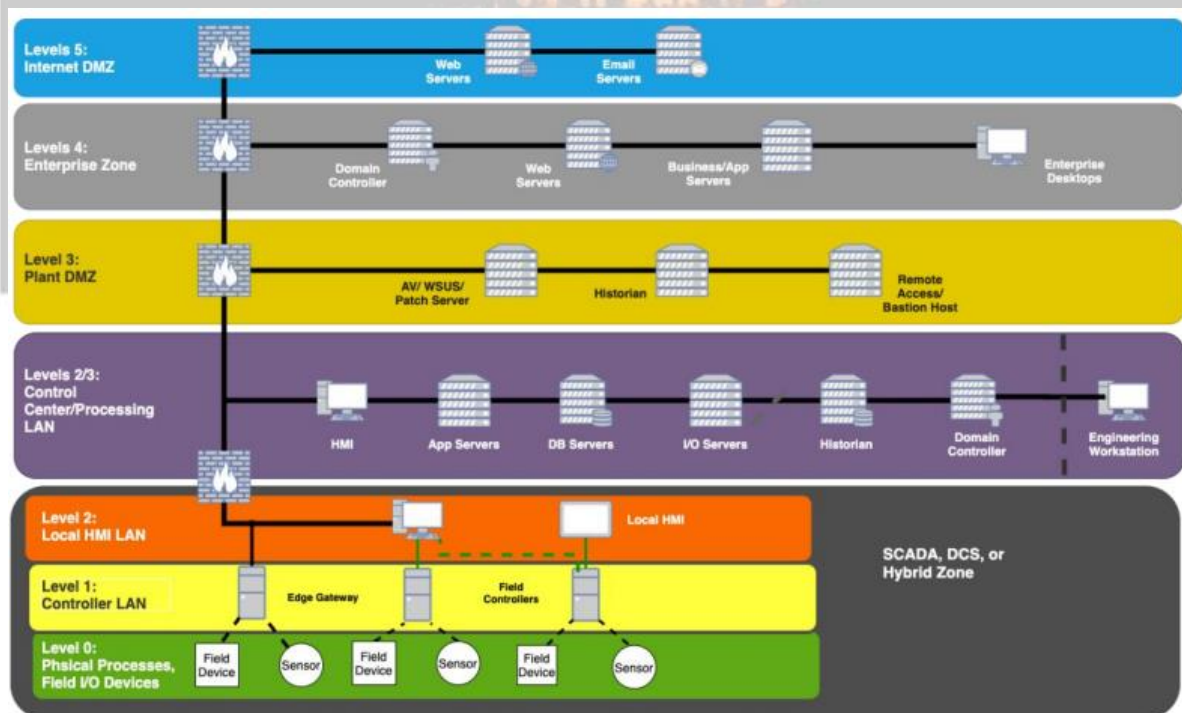 Levels 5:
Internet DMZ
Web
Servers
Email
Servers
Levels 4:
Enterprise Zone
Domain
Controller
Web
Servers
Business/App
Servers
Enterprise
Desktops
Level 3:
Plant DMZ
AV/ WSUS/
Patch Server
Historian
Remote
Access/
Bastion Host
Levels 2/3:
Control
Center/Processing
LAN
HMI
App Servers
DB Servers
I/O Servers
Historian
Domain
Controller
Engineering
Workstation
Level 2:
Local HMI LAN
Local HMI
SCADA, DCS, or
Hybrid Zone
Level 1:
Controller LAN
Edge Gateway
Field
Controllers
Level 0:
Phsical Processes,
Field I/O Devices
Field
Device
Sensor
Field
Device
Sensor
Field
Device
Sensor